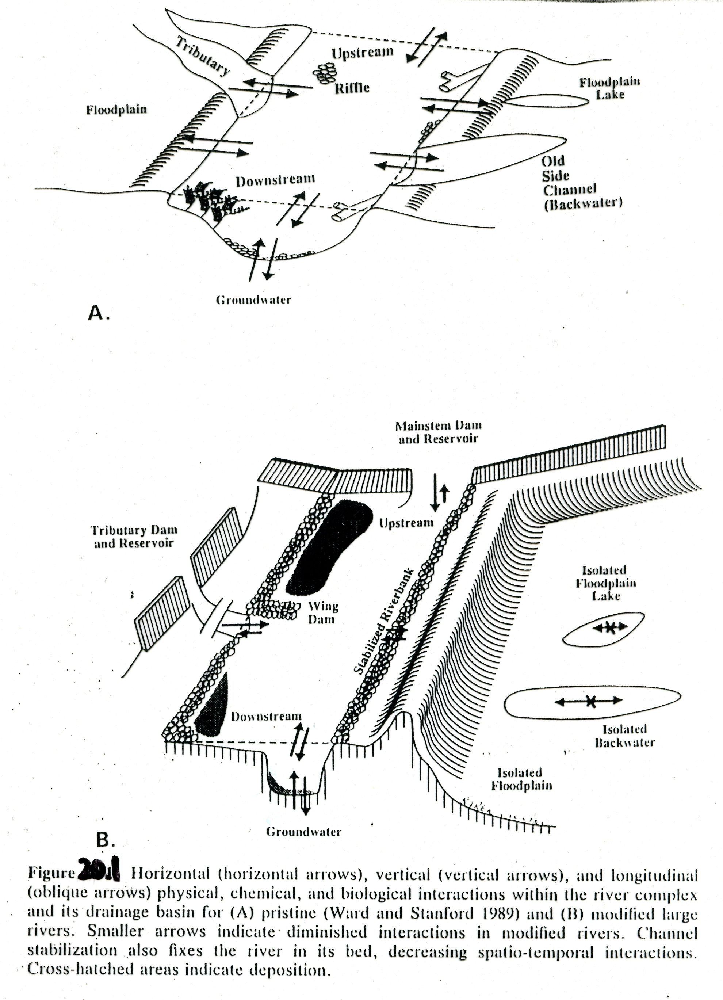 Tributary
Upstream
Riffle
Floodplain
Lake
Floodplain
Old
Side
Channel
(Backwater)
Downstream
Groundwater
A.
Mainstem Dam
and Reservoir
Tributary Dam
and Reservoir
Upstream
Isolated
Floodplain
Lake
Wing
Dam
Stabilized Riverbank
Downstream
Isolated
Backwater
Isolated
Floodplain
Groundwater
B.
Figure 20.1 Horizontal (horizontal arrows), vertical (vertical arrows), and longitudinal
(oblique arrows) physical, chemical, and biological interactions within the river complex
and its drainage basin for (A) pristine (Ward and Stanford 1989) and (B) modified large
rivers. Smaller arrows indicate diminished interactions in modified rivers. Channel
stabilization also fixes the river in its bed, decreasing spatio-temporal interactions.
Cross-hatched areas indicate deposition.